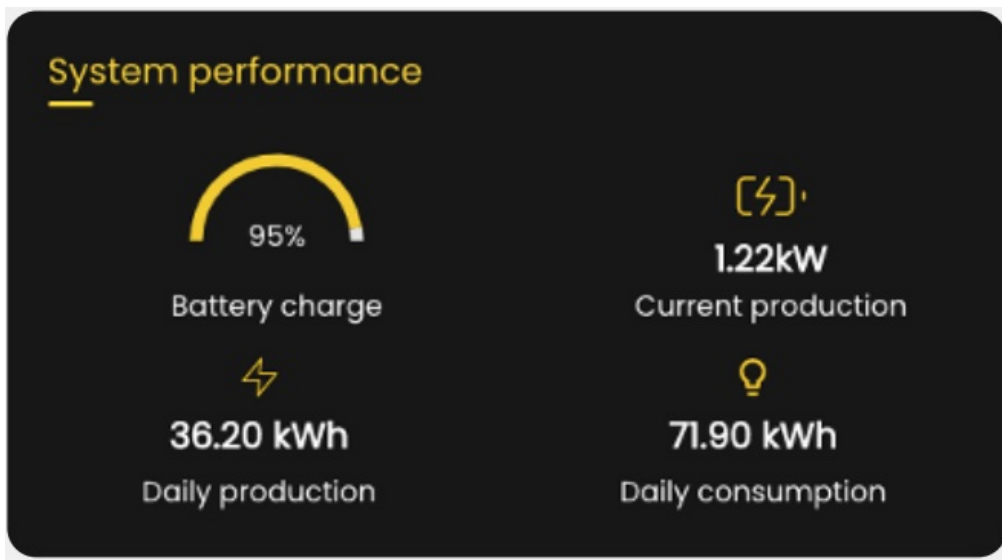 System performance
95%
Battery charge
1.22kW
Current production
36.20 kWh
Daily production
71.90 kWh
Daily consumption